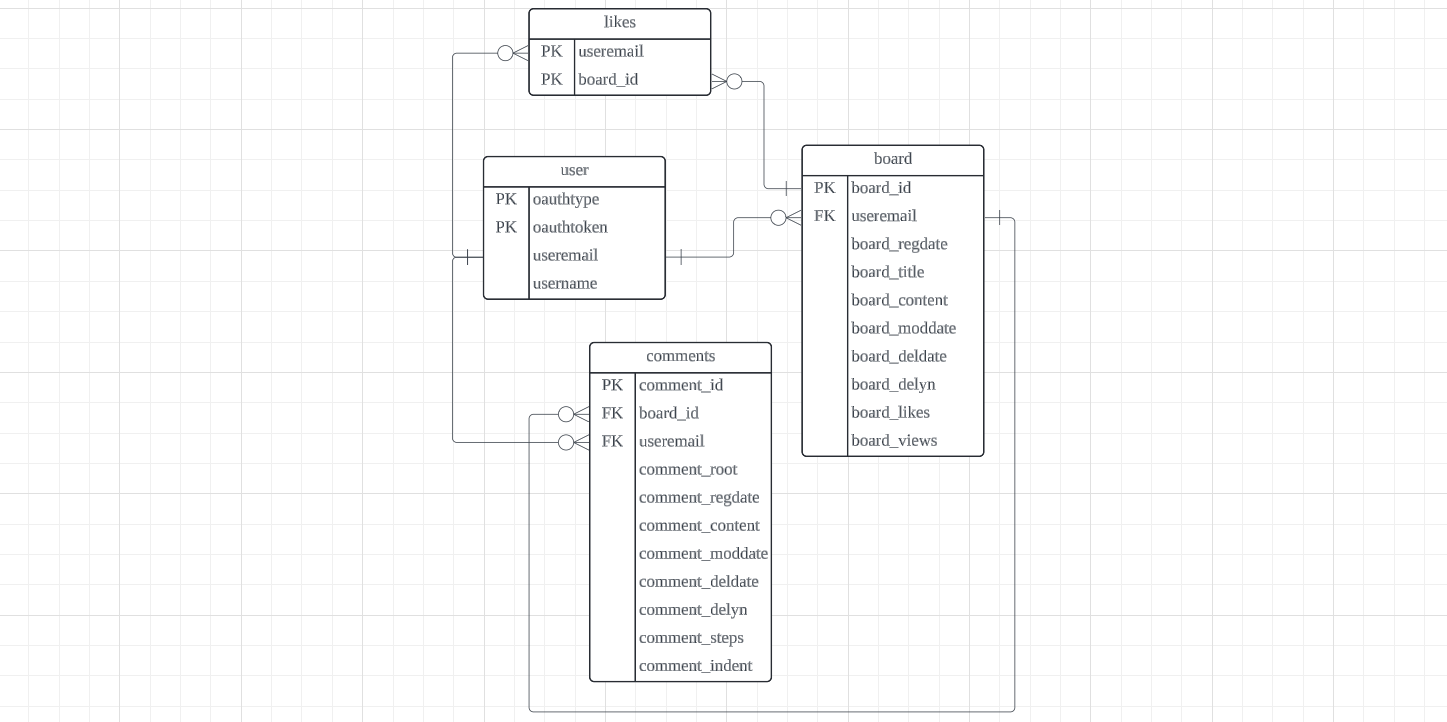 likes
PK useremail
PK board_id
user
PK oauthtype
PK oauthtoken
useremail
username
board
PK board_id
FK useremail
board_regdate
board_title
board_content
board_moddate
board_deldate
board_delyn
board_likes
board_views
comments
PK comment_id
FK board_id
FK useremail
comment_root
comment_regdate
comment_content
comment_moddate
comment_deldate
comment_delyn
comment_steps
comment_indent